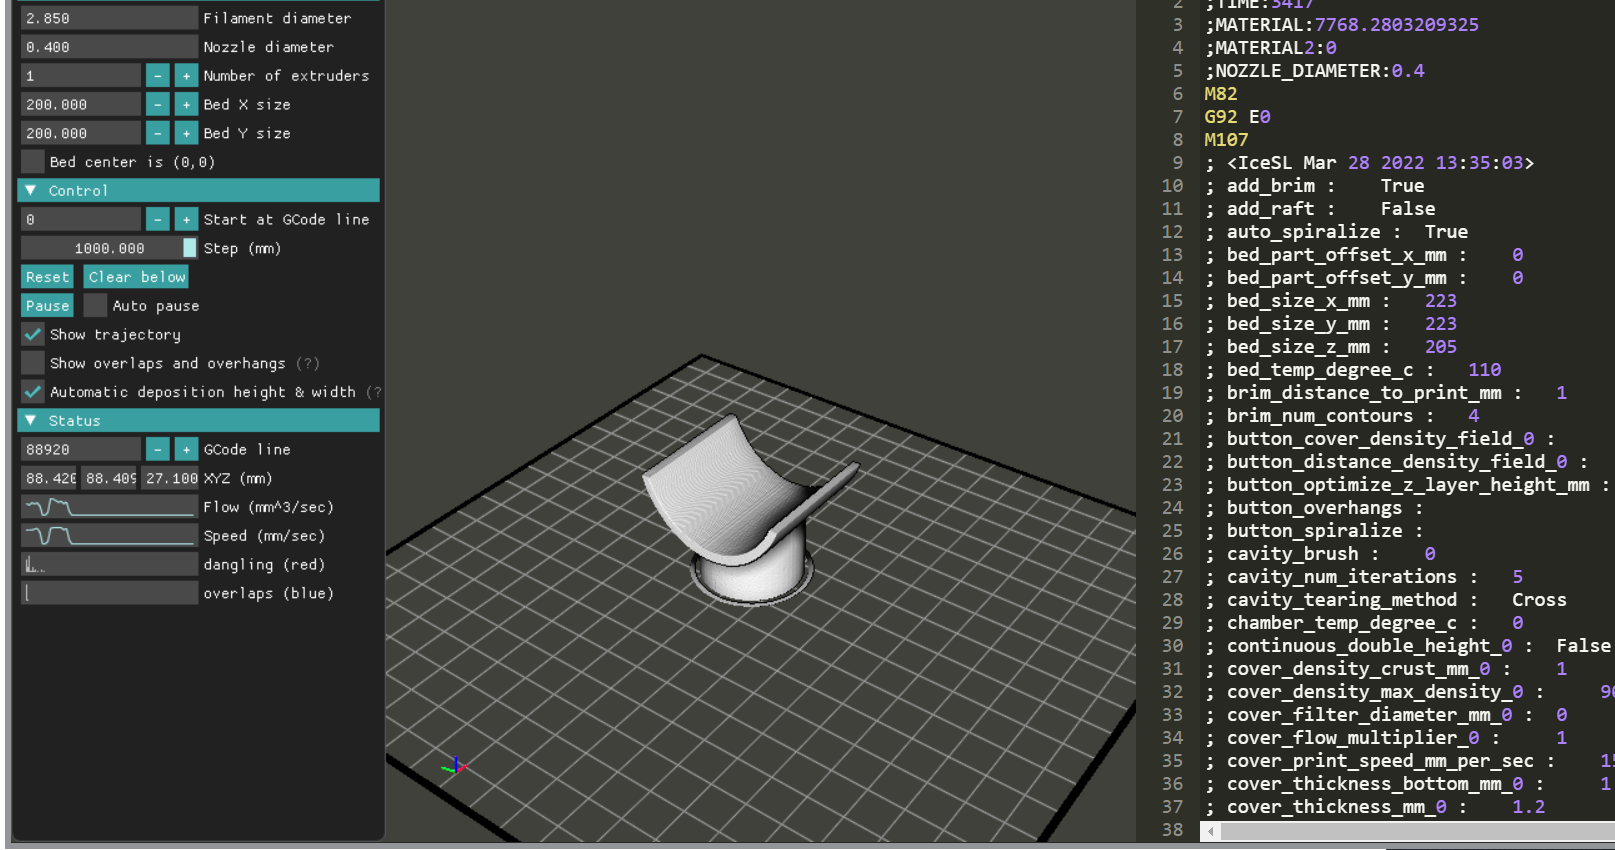 2.850 Filament diameter
0.400 Nozzle diameter
1 - + Number of extruders
200.000 - + Bed X size
200.000 - + Bed Y size
Bed center is (0,0)
▼ Control
0 - + Start at GCode line
1000.000 Step (mm)
Reset Clear below
Pause Auto pause
Show trajectory
Show overlaps and overhangs (?)
Automatic deposition height & width (?
▼ Status
88920 - + GCode line
88.426 88.409 27.100 XYZ (mm)
Flow (mm^3/sec)
Speed (mm/sec)
dangling (red)
overlaps (blue)
2 ;TIME:3417
3 ;MATERIAL:7768.2803209325
4 ;MATERIAL2:0
5 ;NOZZLE_DIAMETER:0.4
6 M82
7 G92 E0
8 M107
9 ; <IceSL Mar 28 2022 13:35:03>
10 ; add_brim : True
11 ; add_raft : False
12 ; auto_spiralize : True
13 ; bed_part_offset_x_mm : 0
14 ; bed_part_offset_y_mm : 0
15 ; bed_size_x_mm : 223
16 ; bed_size_y_mm : 223
17 ; bed_size_z_mm : 205
18 ; bed_temp_degree_c : 110
19 ; brim_distance_to_print_mm : 1
20 ; brim_num_contours : 4
21 ; button_cover_density_field_0 :
22 ; button_distance_density_field_0 :
23 ; button_optimize_z_layer_height_mm :
24 ; button_overhangs :
25 ; button_spiralize :
26 ; cavity_brush : 0
27 ; cavity_num_iterations : 5
28 ; cavity_tearing_method : Cross
29 ; chamber_temp_degree_c : 0
30 ; continuous_double_height_0 : False
31 ; cover_density_crust_mm_0 : 1
32 ; cover_density_max_density_0 : 90
33 ; cover_filter_diameter_mm_0 : 0
34 ; cover_flow_multiplier_0 : 1
35 ; cover_print_speed_mm_per_sec : 15
36 ; cover_thickness_bottom_mm_0 : 1
37 ; cover_thickness_mm_0 : 1.2
38